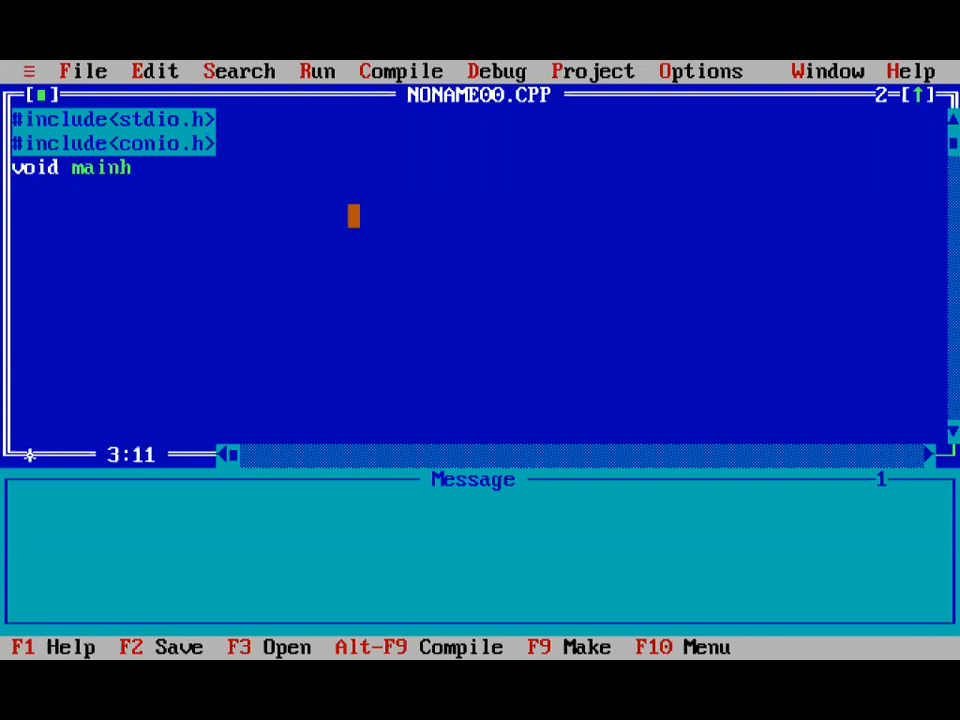 ≡ File Edit Search Run Compile Debug Project Options Window Help
[■] NONAME00.CPP 2=[↑]
#include<stdio.h>
#include<conio.h>
void mainh
* 3:11
Message 1
F1 Help F2 Save F3 Open Alt-F9 Compile F9 Make F10 Menu